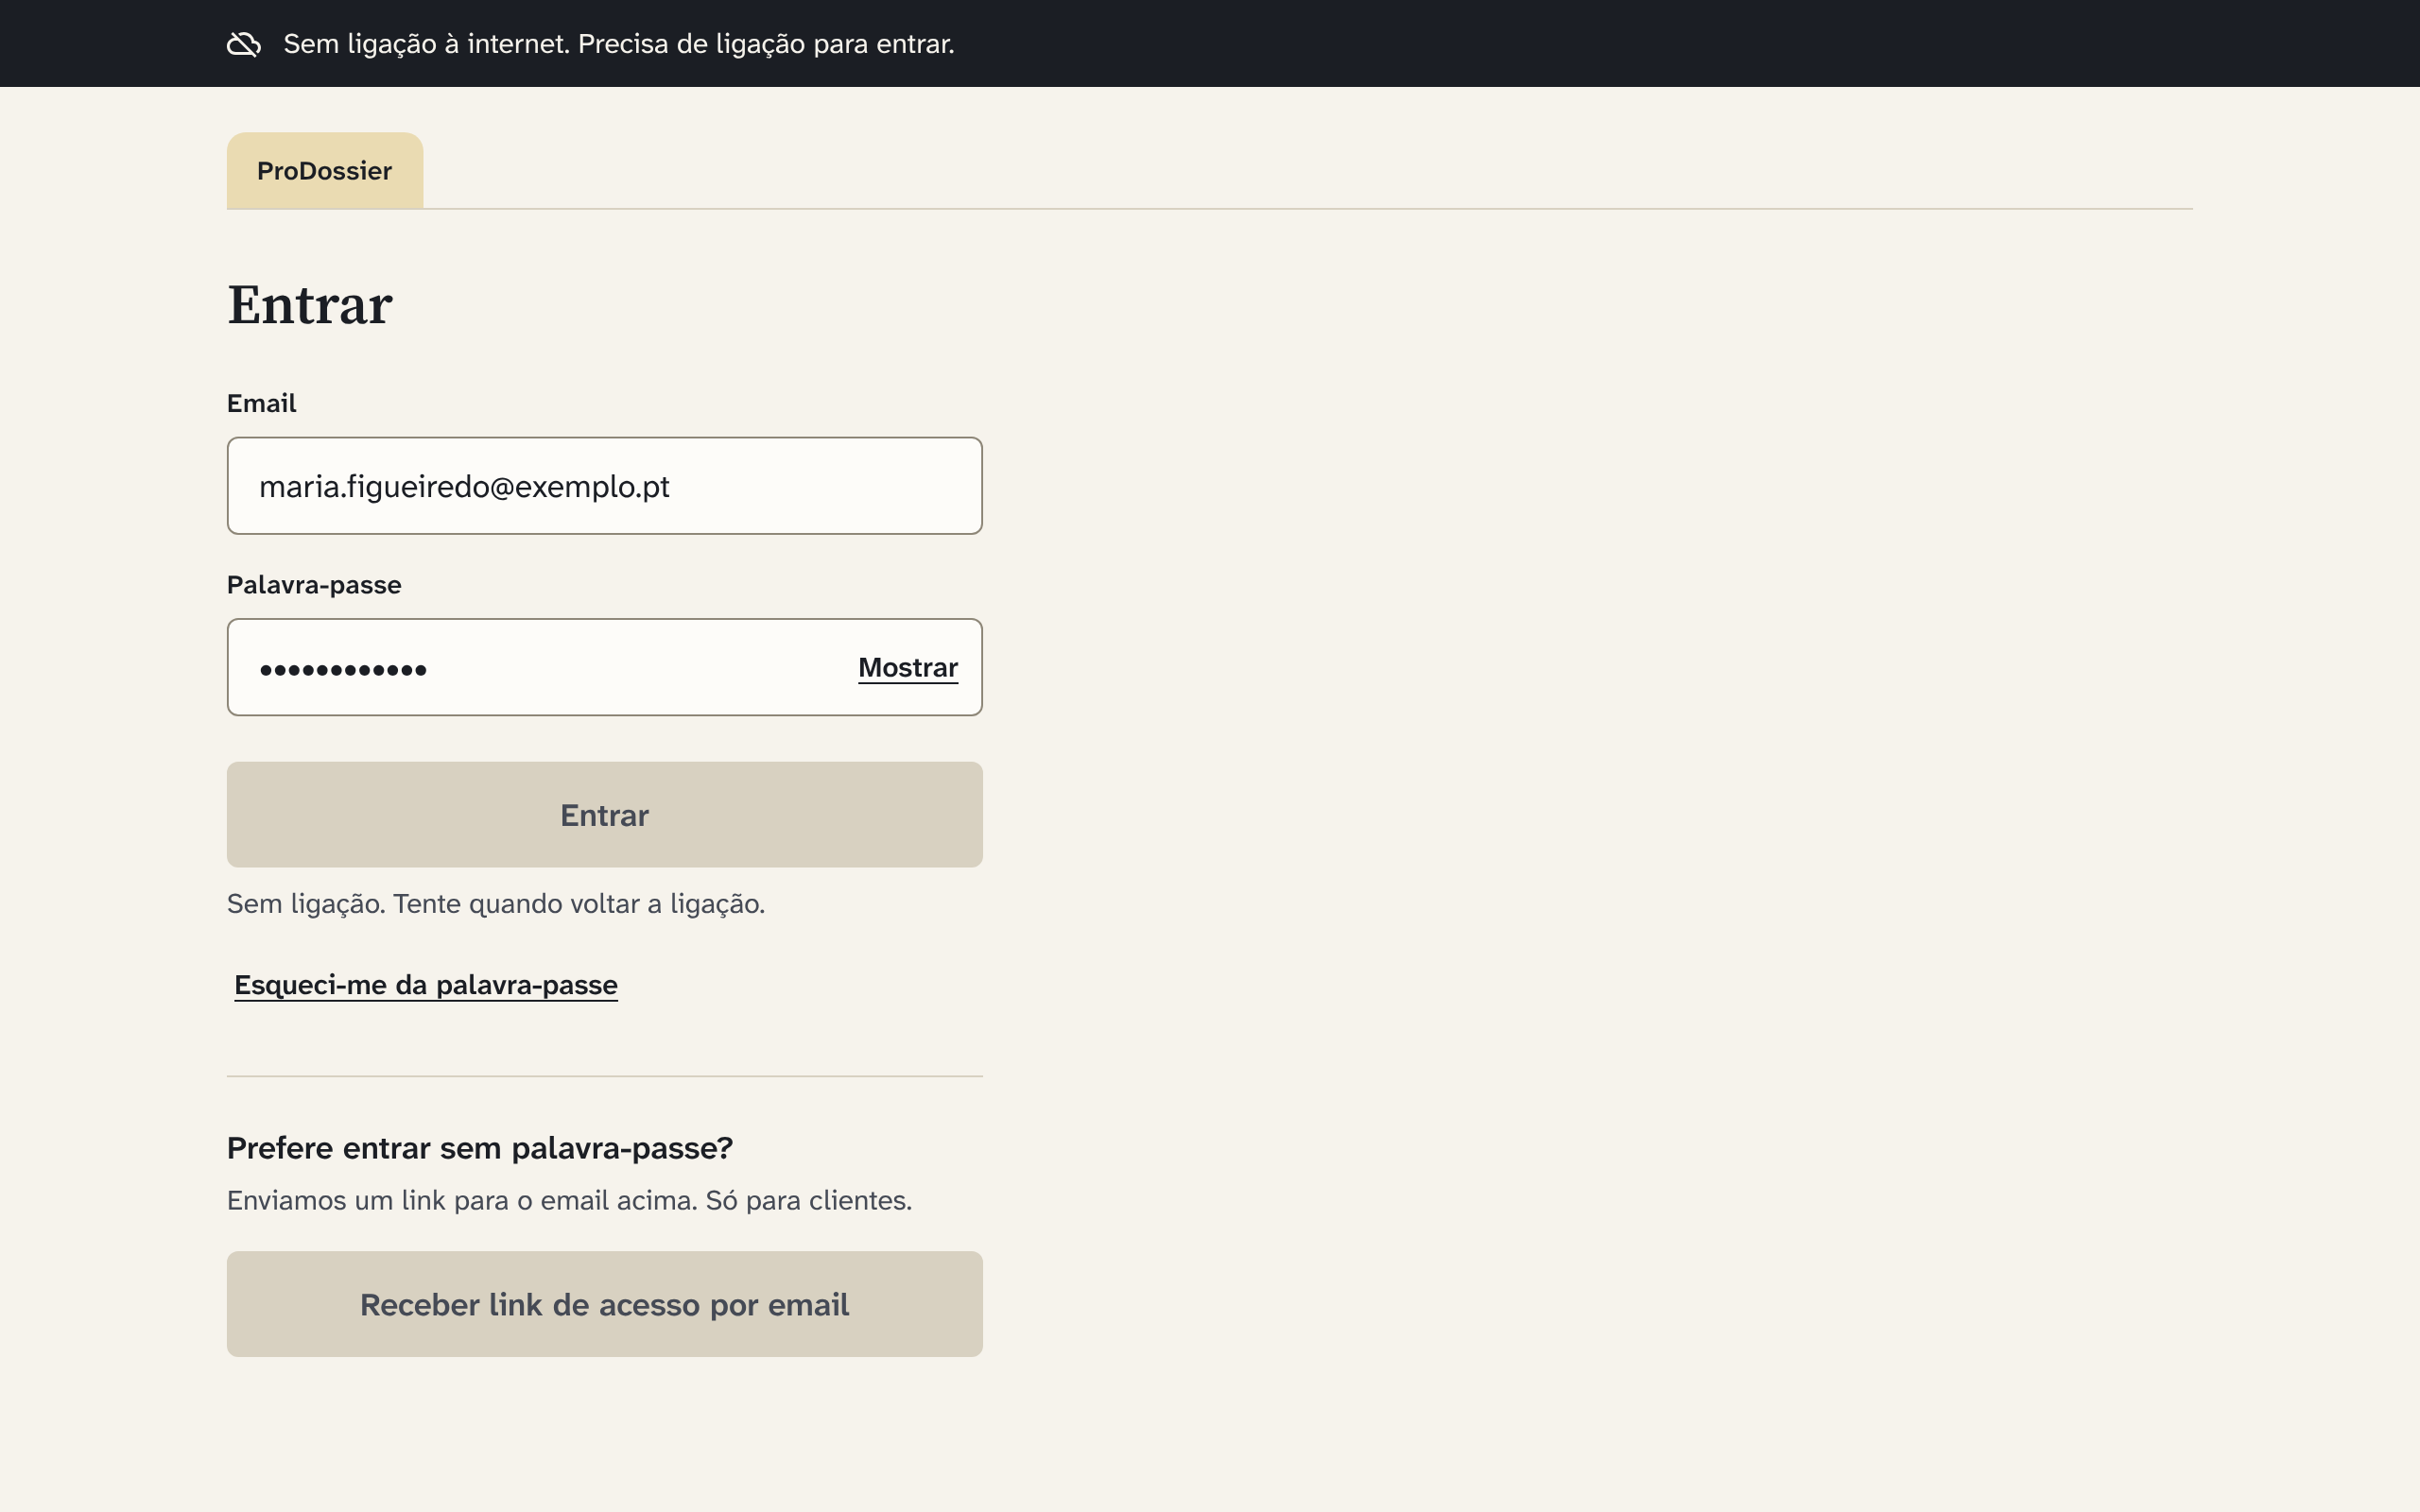 Sem ligação à internet. Precisa de ligação para entrar.
ProDossier
Entrar
Email
maria.figueiredo@exemplo.pt
Palavra-passe
••••••••••••
Mostrar
Entrar
Sem ligação. Tente quando voltar a ligação.
Esqueci-me da palavra-passe
Prefere entrar sem palavra-passe?
Enviamos um link para o email acima. Só para clientes.
Receber link de acesso por email